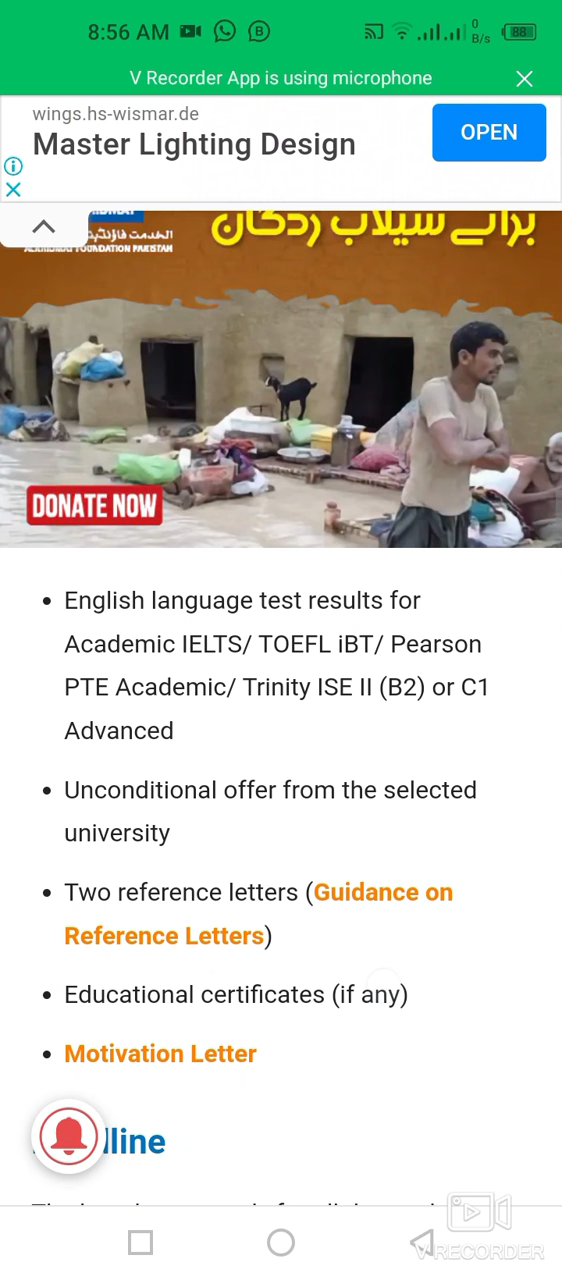 8:56 AM
0
B/s
88
V Recorder App is using microphone
wings.hs-wismar.de
Master Lighting Design
OPEN
برائے سیلاب زدگان
الخدمت فاؤنڈیشن
ALKHIDMAT FOUNDATION PAKISTAN
DONATE NOW
• English language test results for
Academic IELTS/ TOEFL iBT/ Pearson
PTE Academic/ Trinity ISE II (B2) or C1
Advanced
• Unconditional offer from the selected
university
• Two reference letters (Guidance on
Reference Letters)
• Educational certificates (if any)
• Motivation Letter
lline
V RECORDER